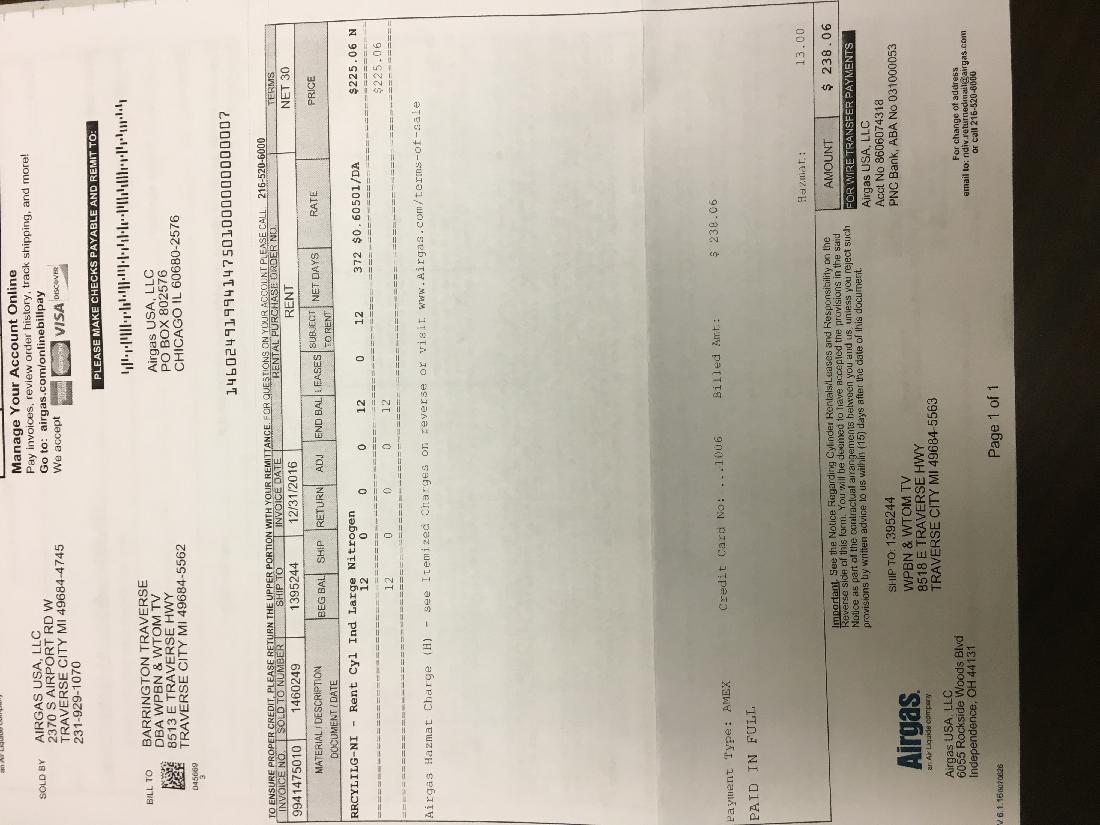 Manage Your Account Online
Pay invoices, review order history, track shipping, and more!
Go to: airgas.com/onlinebillpay
We accept VISA DISCOVER
SOLD BY
AIRGAS USA, LLC
2370 S AIRPORT RD W
TRAVERSE CITY MI 49684-4745
231-929-1070
PLEASE MAKE CHECKS PAYABLE AND REMIT TO:
BILL TO
BARRINGTON TRAVERSE
DBA WPBN & WTOM TV
8513 E TRAVERSE HWY
TRAVERSE CITY MI 49684-5562
045669
3
Airgas USA, LLC
PO BOX 802576
CHICAGO IL 60680-2576
TO ENSURE PROPER CREDIT, PLEASE RETURN THE UPPER PORTION WITH YOUR REMITTANCE. FOR QUESTIONS ON YOUR ACCOUNT PLEASE CALL 216-520-6000
INVOICE NO. SOLD TO NUMBER SHIP TO INVOICE DATE RENTAL PURCHASE ORDER NO. TERMS
9941475010 1460249 1395244 12/31/2016 RENT NET 30
MATERIAL / DESCRIPTION DOCUMENT / DATE BEG BAL SHIP RETURN ADJ END BAL LEASES SUBJECT TO RENT NET DAYS RATE PRICE
RRCYLILG-NI - Rent Cyl Ind Large Nitrogen
12 0 0 0 12 0 12 372 $0.60501/DA $225.06 N
12 0 0 0 12 $225.06
Airgas Hazmat Charge (H) - see Itemized Charges on reverse or visit www.Airgas.com/terms-of-sale
Payment Type: AMEX Credit Card No: ...1006 Billed Amt: $ 238.06
PAID IN FULL
Hazmat: 13.00
AMOUNT $ 238.06
Important. See the Notice Regarding Cylinder Rentals/Leases and Responsibility on the
Reverse side of this form. You will be deemed to have accepted the provisions in the said
Notice as part of the contractual arrangements between you and us, unless you reject such
provisions by written advice to us within (15) days after the date of this document.
FOR WIRE TRANSFER PAYMENTS
Airgas USA, LLC
Acct No 8606074318
PNC Bank, ABA No 031000053
Airgas.
an Air Liquide company
Airgas USA, LLC
6055 Rockside Woods Blvd
Independence, OH 44131
SHIP TO: 1395244
WPBN & WTOM TV
8518 E TRAVERSE HWY
TRAVERSE CITY MI 49684-5563
For change of address
email to: ndiv.returnedmail@airgas.com
or call 216-520-6000
Page 1 of 1